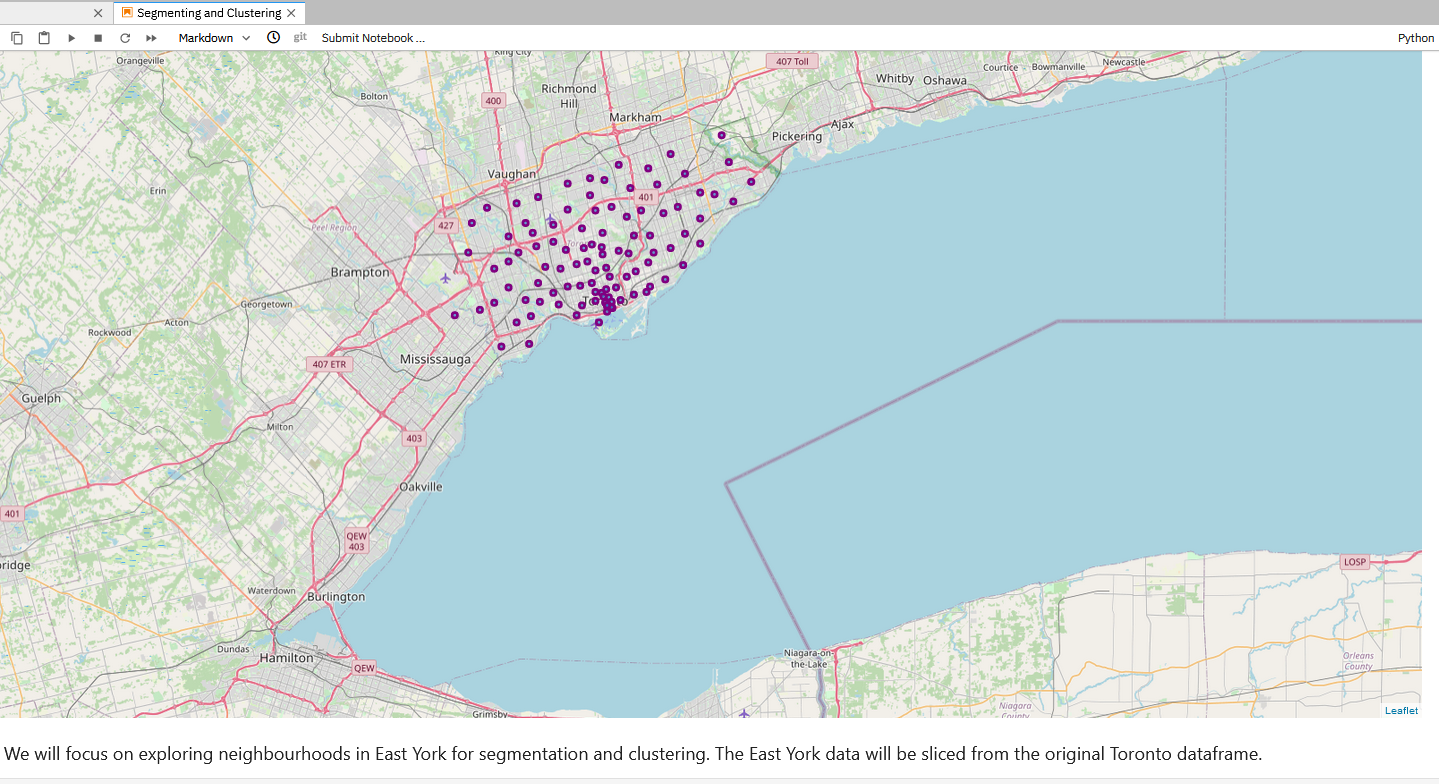 Segmenting and Clustering
Markdown
git
Submit Notebook ...
Python
King City
Orangeville
407 Toll
Courtice
Bowmanville
Newcastle
Whitby
Oshawa
Bolton
400
Richmond
Hill
Markham
Ajax
Pickering
Vaughan
Erin
401
427
Peel Region
Brampton
Georgetown
Acton
Rockwood
Toronto
407 ETR
Mississauga
Guelph
Milton
403
Oakville
401
QEW
403
LOSP
Waterdown
Burlington
Dundas
Hamilton
QEW
Niagara-on-
the-Lake
Orleans
County
Niagara
County
Grimsby
Leaflet
We will focus on exploring neighbourhoods in East York for segmentation and clustering. The East York data will be sliced from the original Toronto dataframe.